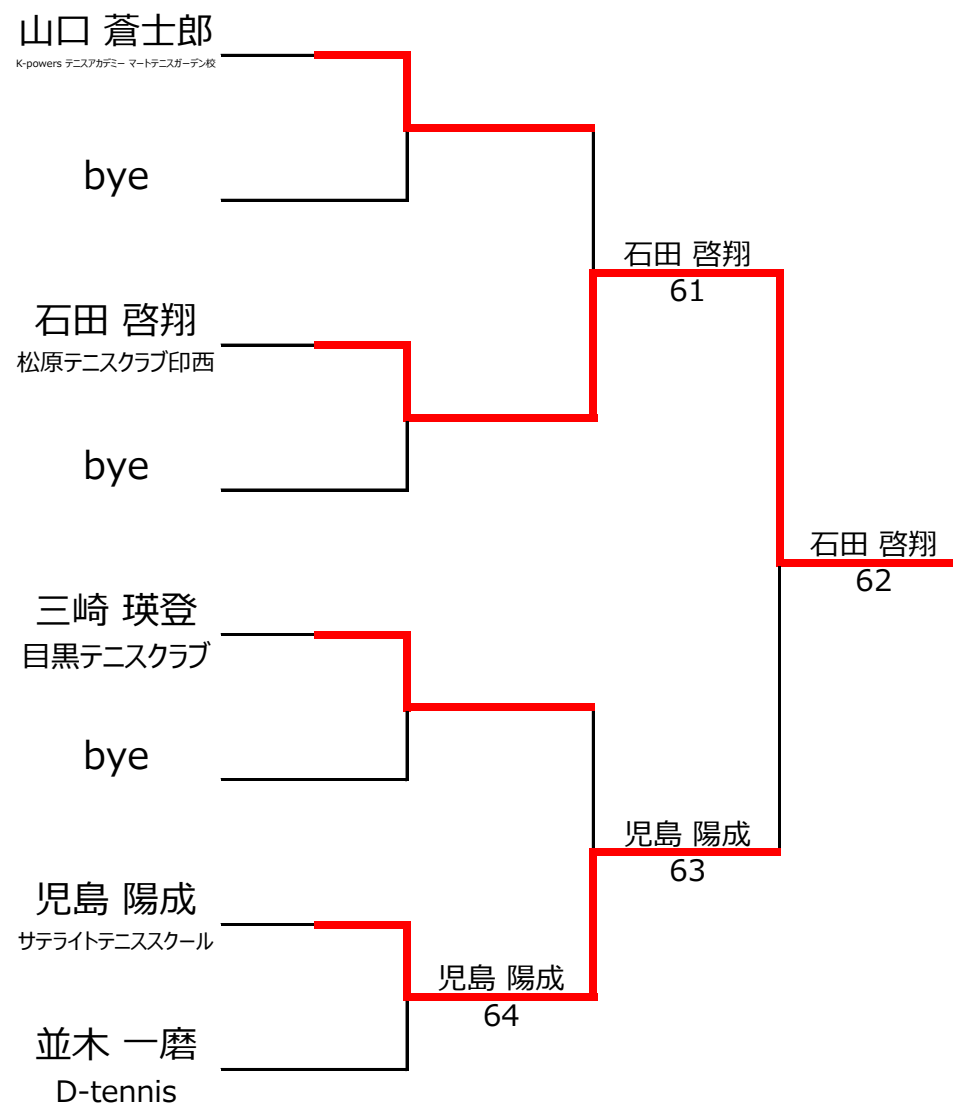 山口 蒼士郎
K-powers テニスアカデミー マートテニスガーデン校
bye
石田 啓翔
61
石田 啓翔
松原テニスクラブ印西
bye
石田 啓翔
62
三崎 瑛登
目黒テニスクラブ
bye
児島 陽成
63
児島 陽成
サテライトテニススクール
児島 陽成
64
並木 一磨
D-tennis